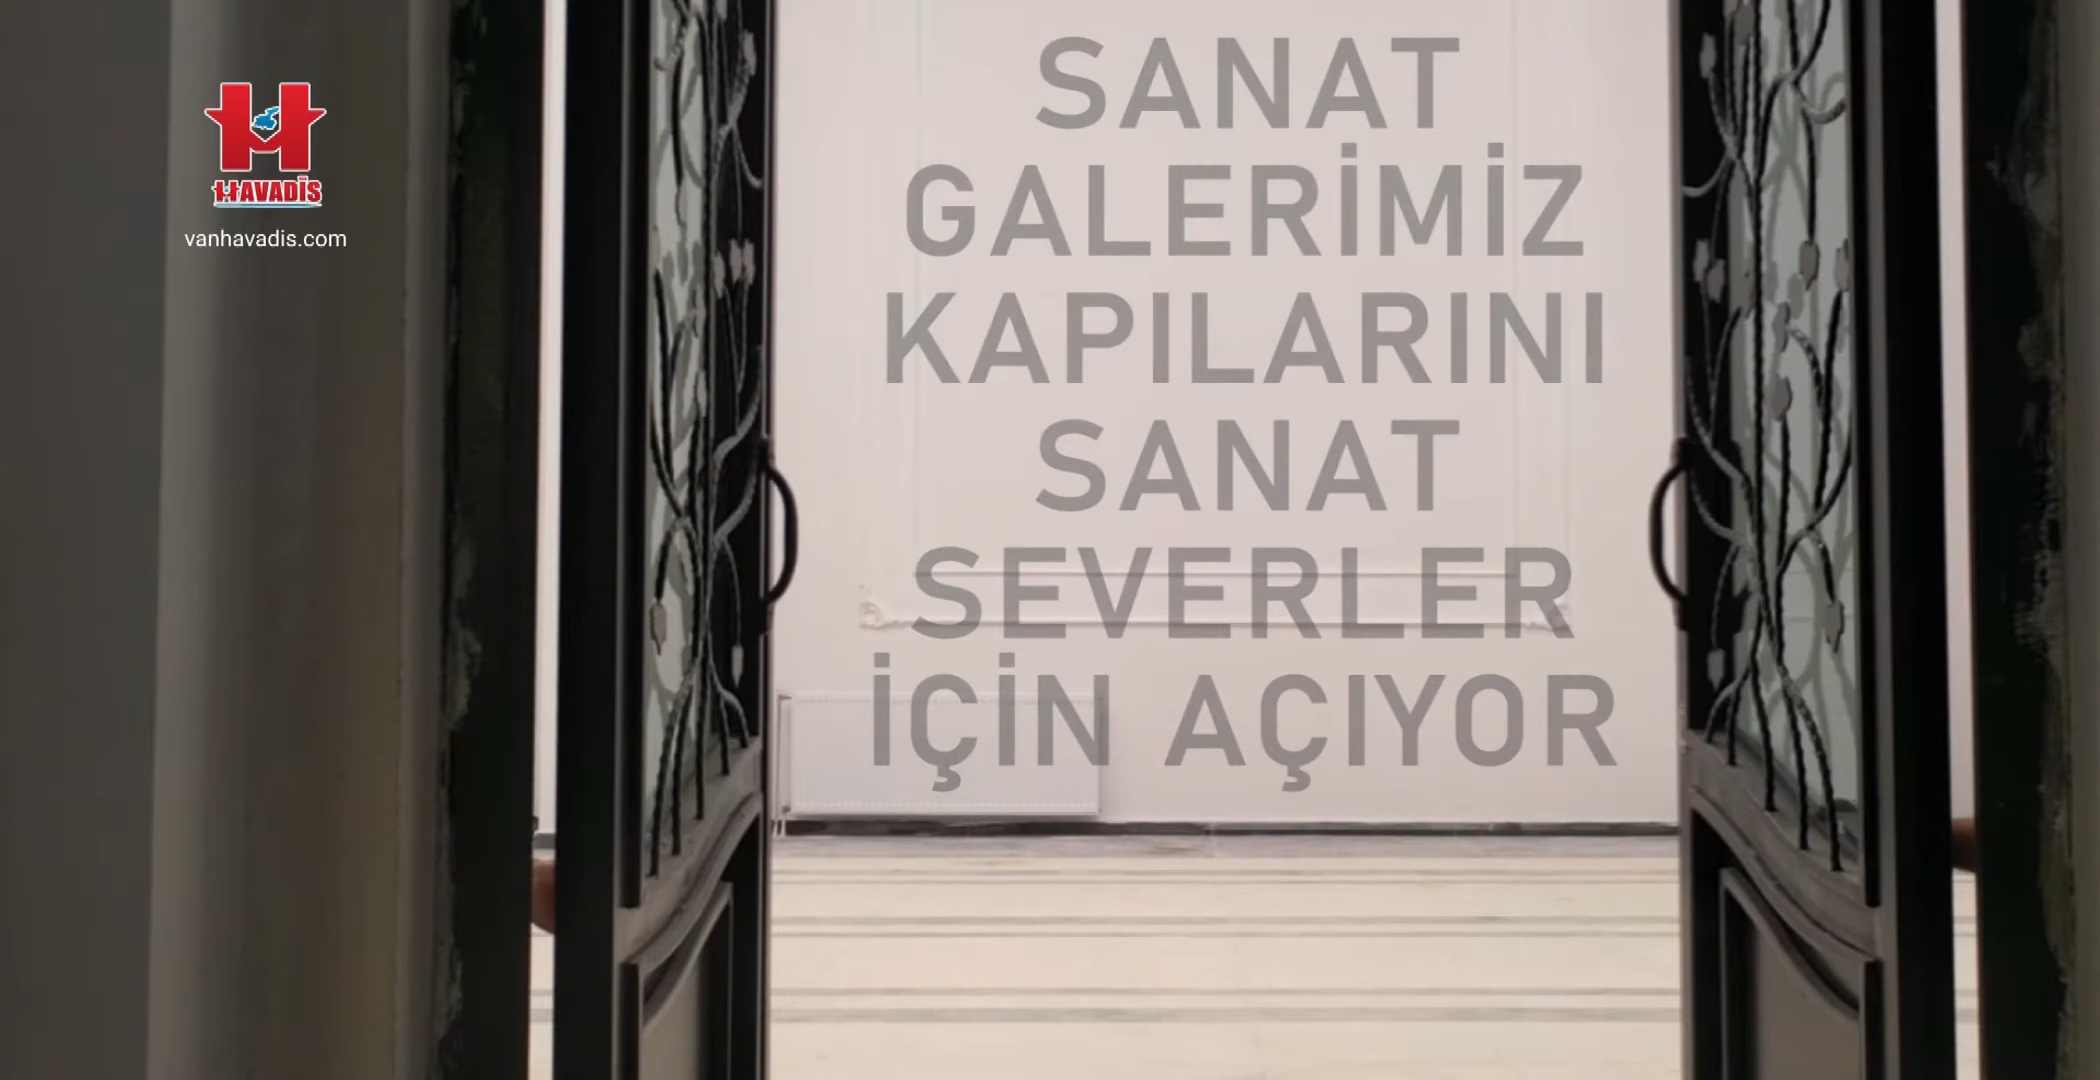 HAVADİS
vanhavadis.com
SANAT
GALERİMİZ
KAPILARINI
SANAT
SEVERLER
İÇİN AÇIYOR